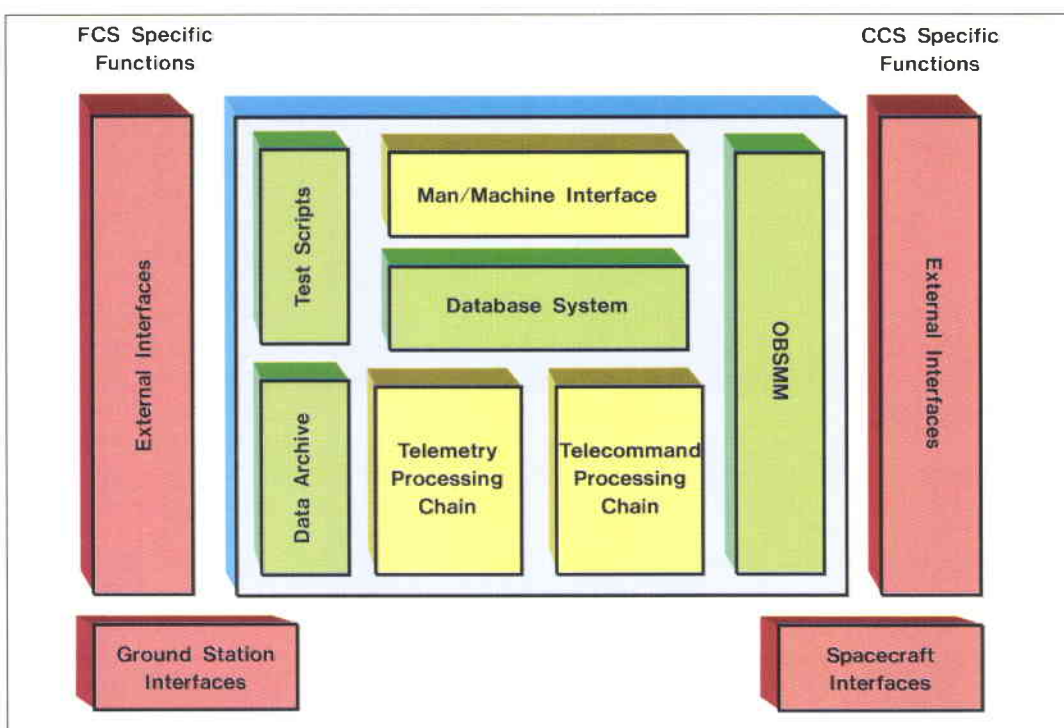 FCS Specific
Functions
CCS Specific
Functions
External Interfaces
Test Scripts
Man/Machine Interface
Database System
OBSMM
External Interfaces
Data Archive
Telemetry
Processing
Chain
Telecommand
Processing
Chain
Ground Station
Interfaces
Spacecraft
Interfaces